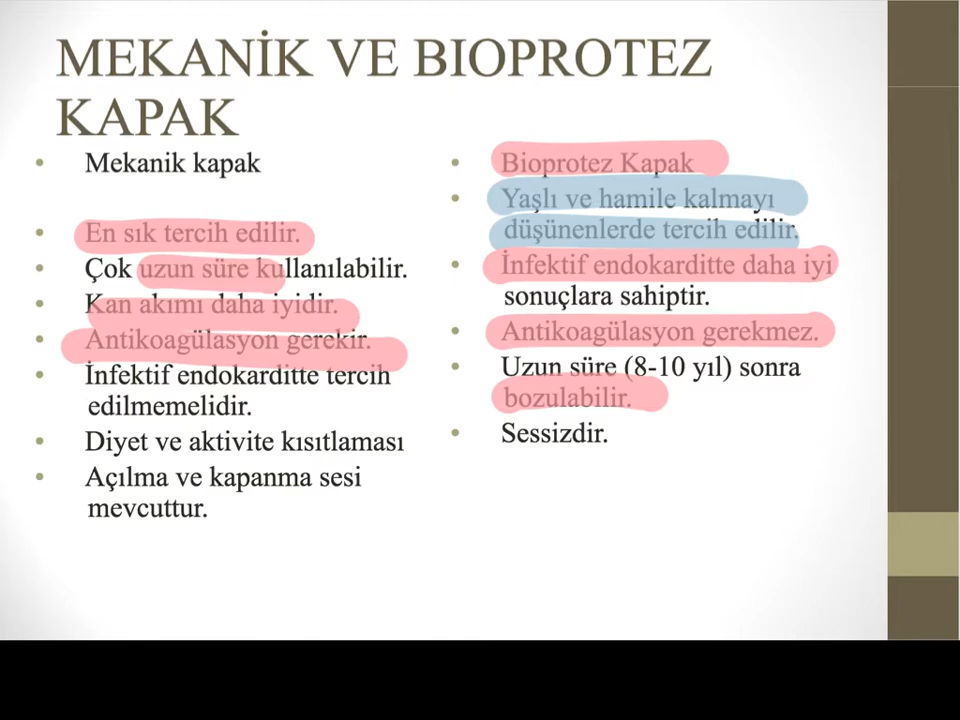 MEKANİK VE BIOPROTEZ
KAPAK
Mekanik kapak
En sık tercih edilir.
Çok uzun süre kullanılabilir.
Kan akımı daha iyidir.
Antikoagülasyon gerekir.
İnfektif endokarditte tercih
edilmemelidir.
Diyet ve aktivite kısıtlaması
Açılma ve kapanma sesi
mevcuttur.
Bioprotez Kapak
Yaşlı ve hamile kalmayı
düşünenlerde tercih edilir.
İnfektif endokarditte daha iyi
sonuçlara sahiptir.
Antikoagülasyon gerekmez.
Uzun süre (8-10 yıl) sonra
bozulabilir.
Sessizdir.